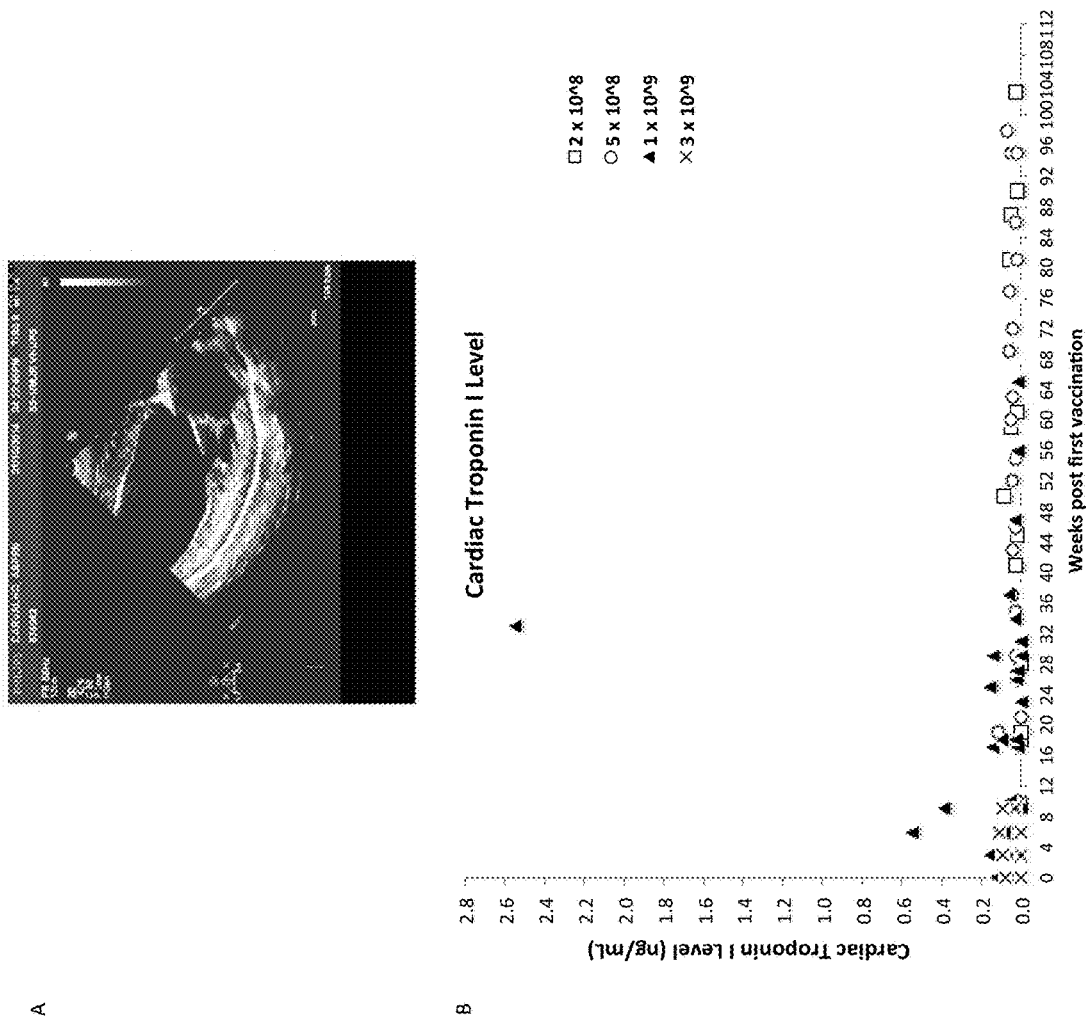 A
B
Cardiac Troponin I Level
□ 2 x 10^8
○ 5 x 10^8
▲ 1 x 10^9
× 3 x 10^9
Cardiac Troponin I Level (ng/mL)
2.8
2.6
2.4
2.2
2.0
1.8
1.6
1.4
1.2
1.0
0.8
0.6
0.4
0.2
0.0
0 4 8 12 16 20 24 28 32 36 40 44 48 52 56 60 64 68 72 76 80 84 88 92 96 100 104 108 112
Weeks post first vaccination